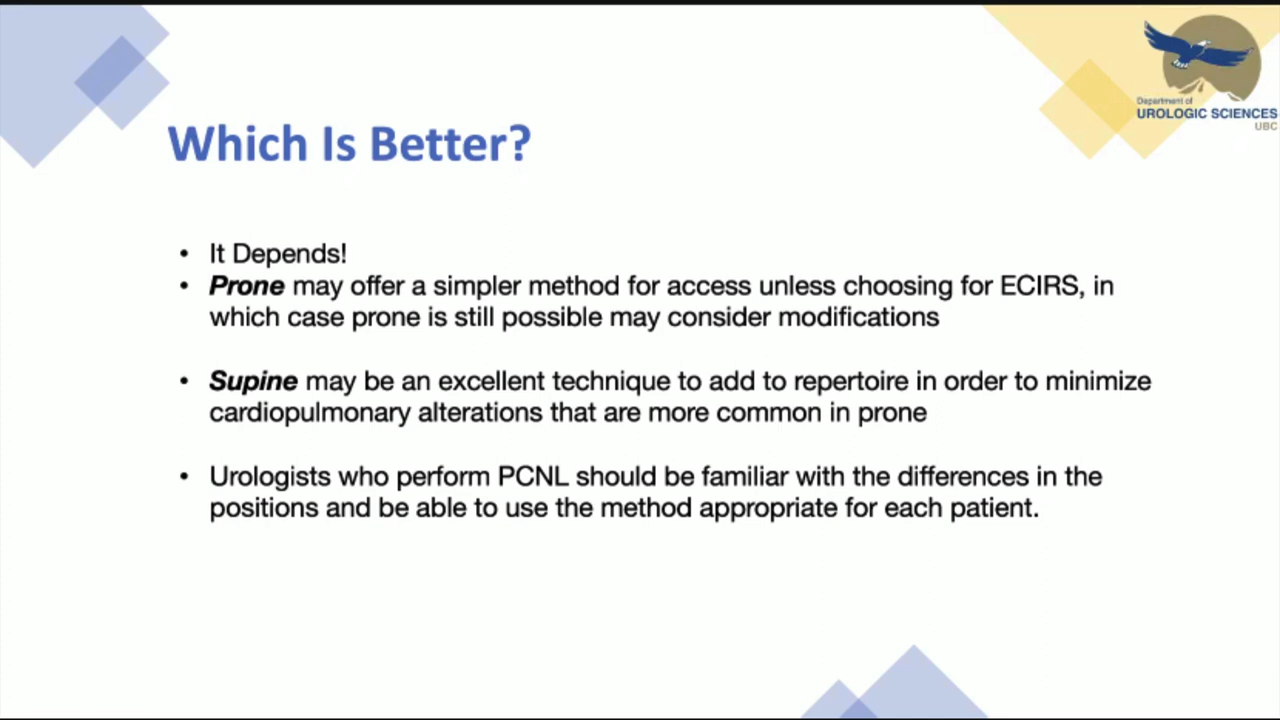 Department of
UROLOGIC SCIENCES
UBC
Which Is Better?
• It Depends!
• Prone may offer a simpler method for access unless choosing for ECIRS, in
which case prone is still possible may consider modifications
• Supine may be an excellent technique to add to repertoire in order to minimize
cardiopulmonary alterations that are more common in prone
• Urologists who perform PCNL should be familiar with the differences in the
positions and be able to use the method appropriate for each patient.